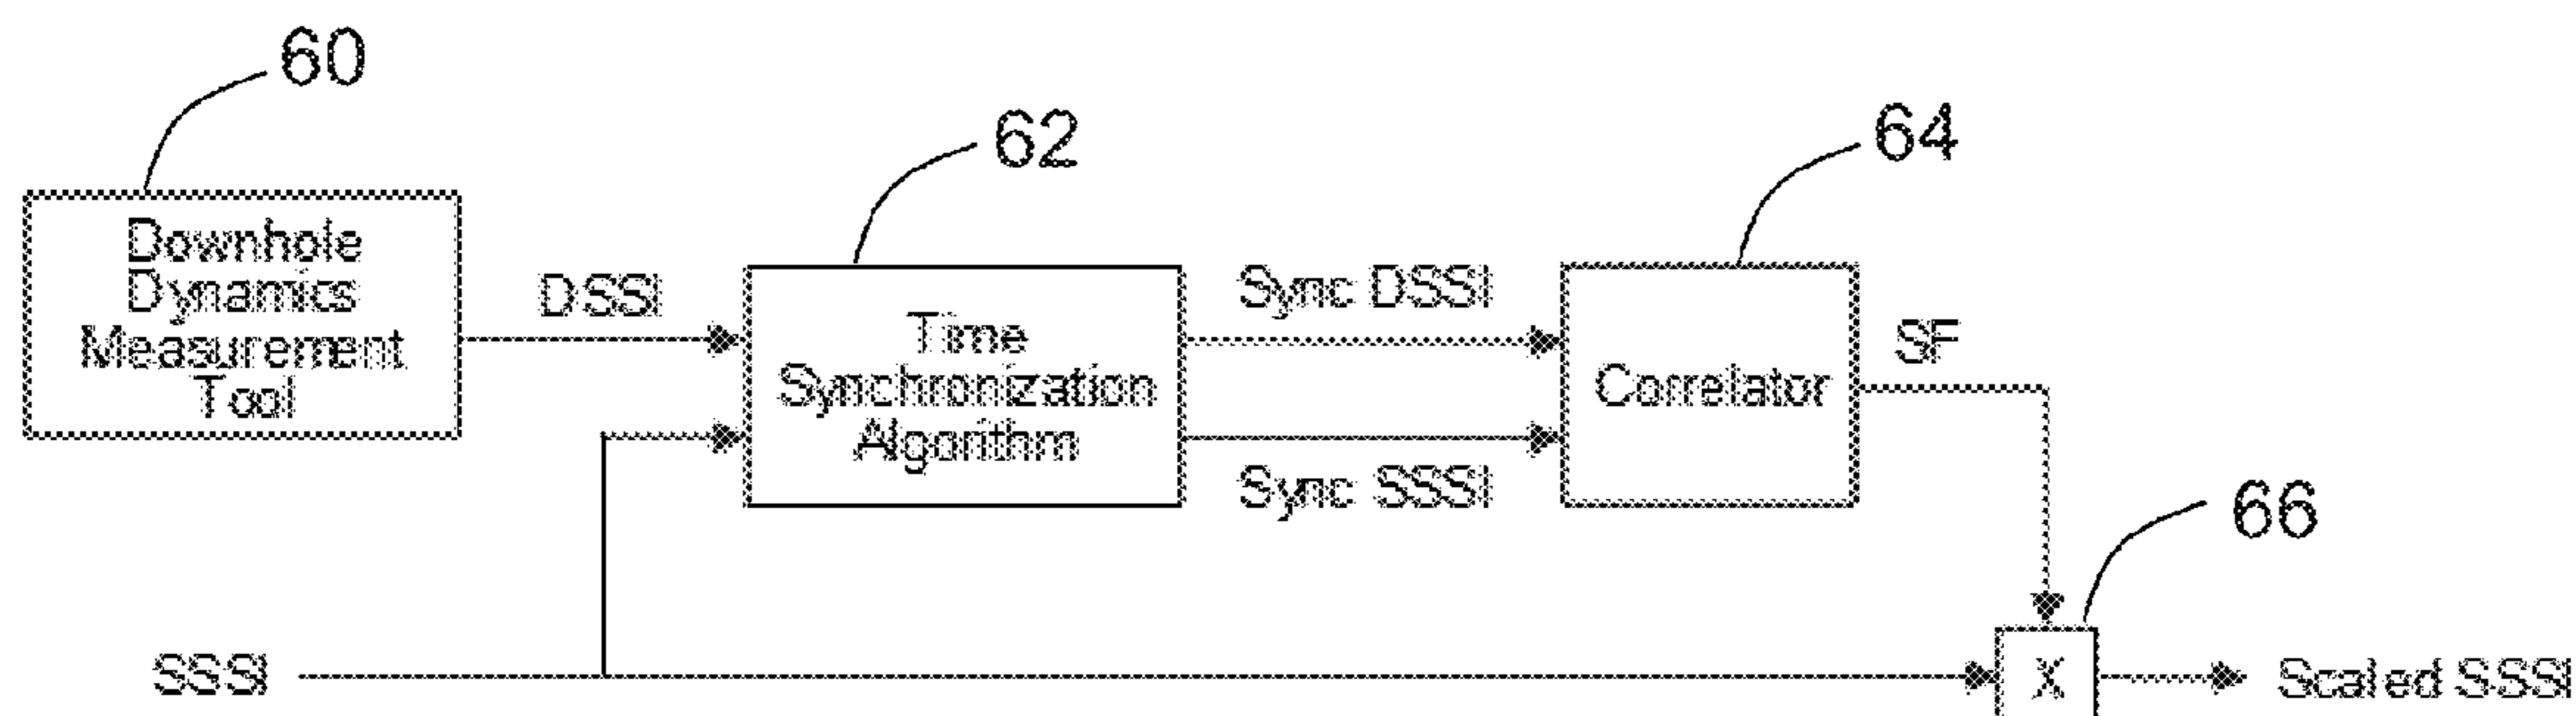 60
62
64
Downhole
Dynamics
Measurement
Tool
DSSI
Time
Synchronization
Algorithm
Sync DSSI
Sync SSSI
Correlator
SF
66
SSSI
X
Scaled SSSI